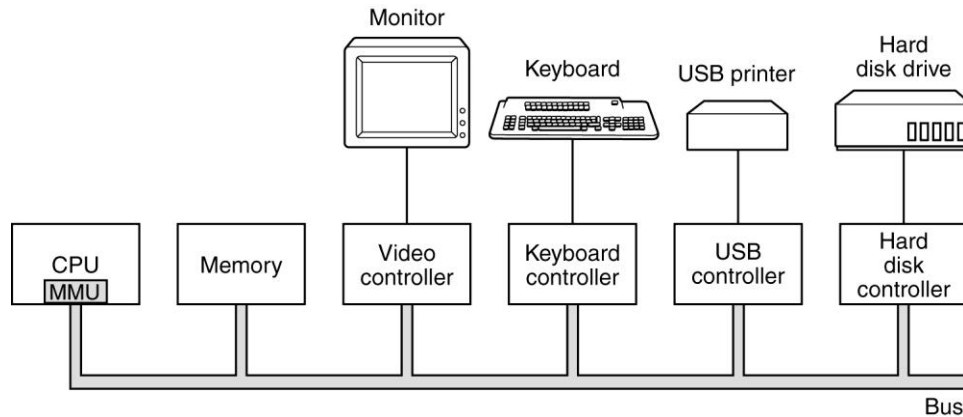 Monitor
Keyboard
USB printer
Hard
disk drive
CPU
MMU
Memory
Video
controller
Keyboard
controller
USB
controller
Hard
disk
controller
Bus